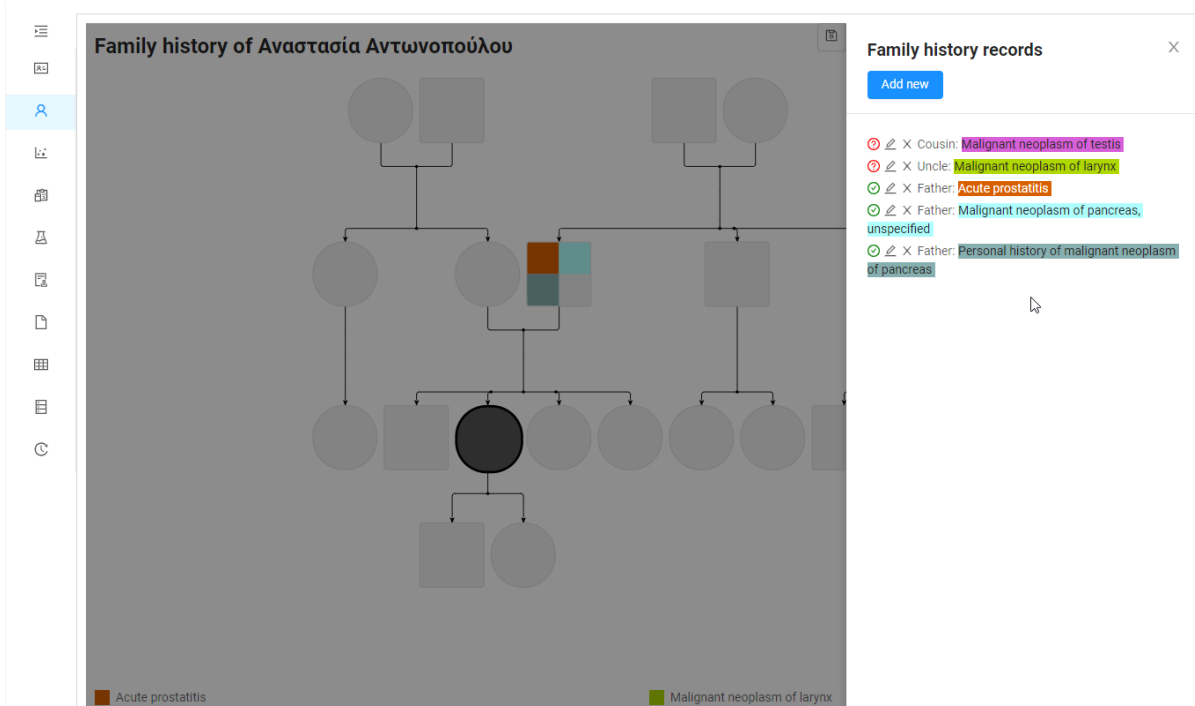 Family history of Αναστασία Αντωνοπούλου
Family history records
Add new
Cousin: Malignant neoplasm of testis
Uncle: Malignant neoplasm of larynx
Father: Acute prostatitis
Father: Malignant neoplasm of pancreas,
unspecified
Father: Personal history of malignant neoplasm
of pancreas
Acute prostatitis
Malignant neoplasm of larynx